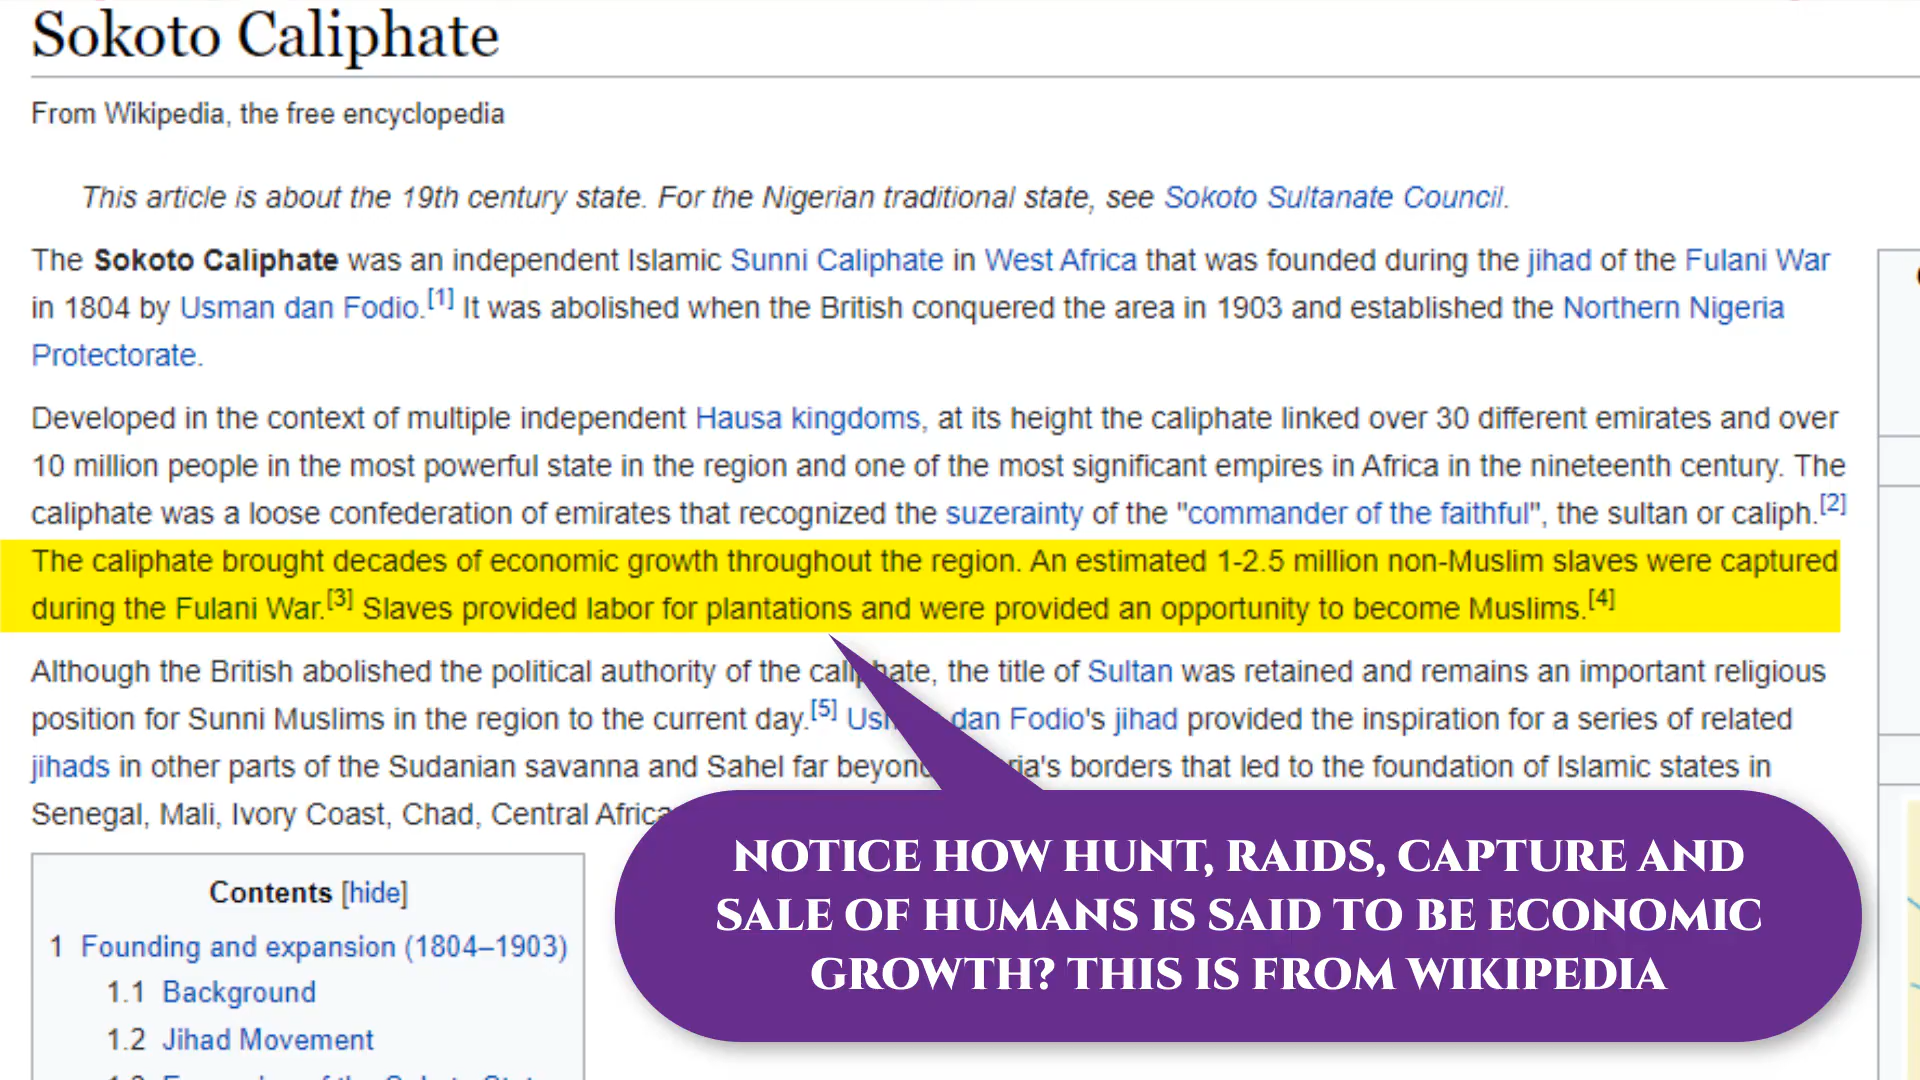 Sokoto Caliphate
From Wikipedia, the free encyclopedia
This article is about the 19th century state. For the Nigerian traditional state, see Sokoto Sultanate Council.
The Sokoto Caliphate was an independent Islamic Sunni Caliphate in West Africa that was founded during the jihad of the Fulani War
in 1804 by Usman dan Fodio.[1] It was abolished when the British conquered the area in 1903 and established the Northern Nigeria
Protectorate.
Developed in the context of multiple independent Hausa kingdoms, at its height the caliphate linked over 30 different emirates and over
10 million people in the most powerful state in the region and one of the most significant empires in Africa in the nineteenth century. The
caliphate was a loose confederation of emirates that recognized the suzerainty of the "commander of the faithful", the sultan or caliph.[2]
The caliphate brought decades of economic growth throughout the region. An estimated 1-2.5 million non-Muslim slaves were captured
during the Fulani War.[3] Slaves provided labor for plantations and were provided an opportunity to become Muslims.[4]
Although the British abolished the political authority of the caliphate, the title of Sultan was retained and remains an important religious
position for Sunni Muslims in the region to the current day.[5] dan Fodio's jihad provided the inspiration for a series of related
jihads in other parts of the Sudanian savanna and Sahel far borders that led to the foundation of Islamic states in
Senegal, Mali, Ivory Coast, Chad, Central
Contents [hide]
1 Founding and expansion (1804–1903)
1.1 Background
1.2 Jihad Movement
NOTICE HOW HUNT, RAIDS, CAPTURE AND
SALE OF HUMANS IS SAID TO BE ECONOMIC
GROWTH? THIS IS FROM WIKIPEDIA